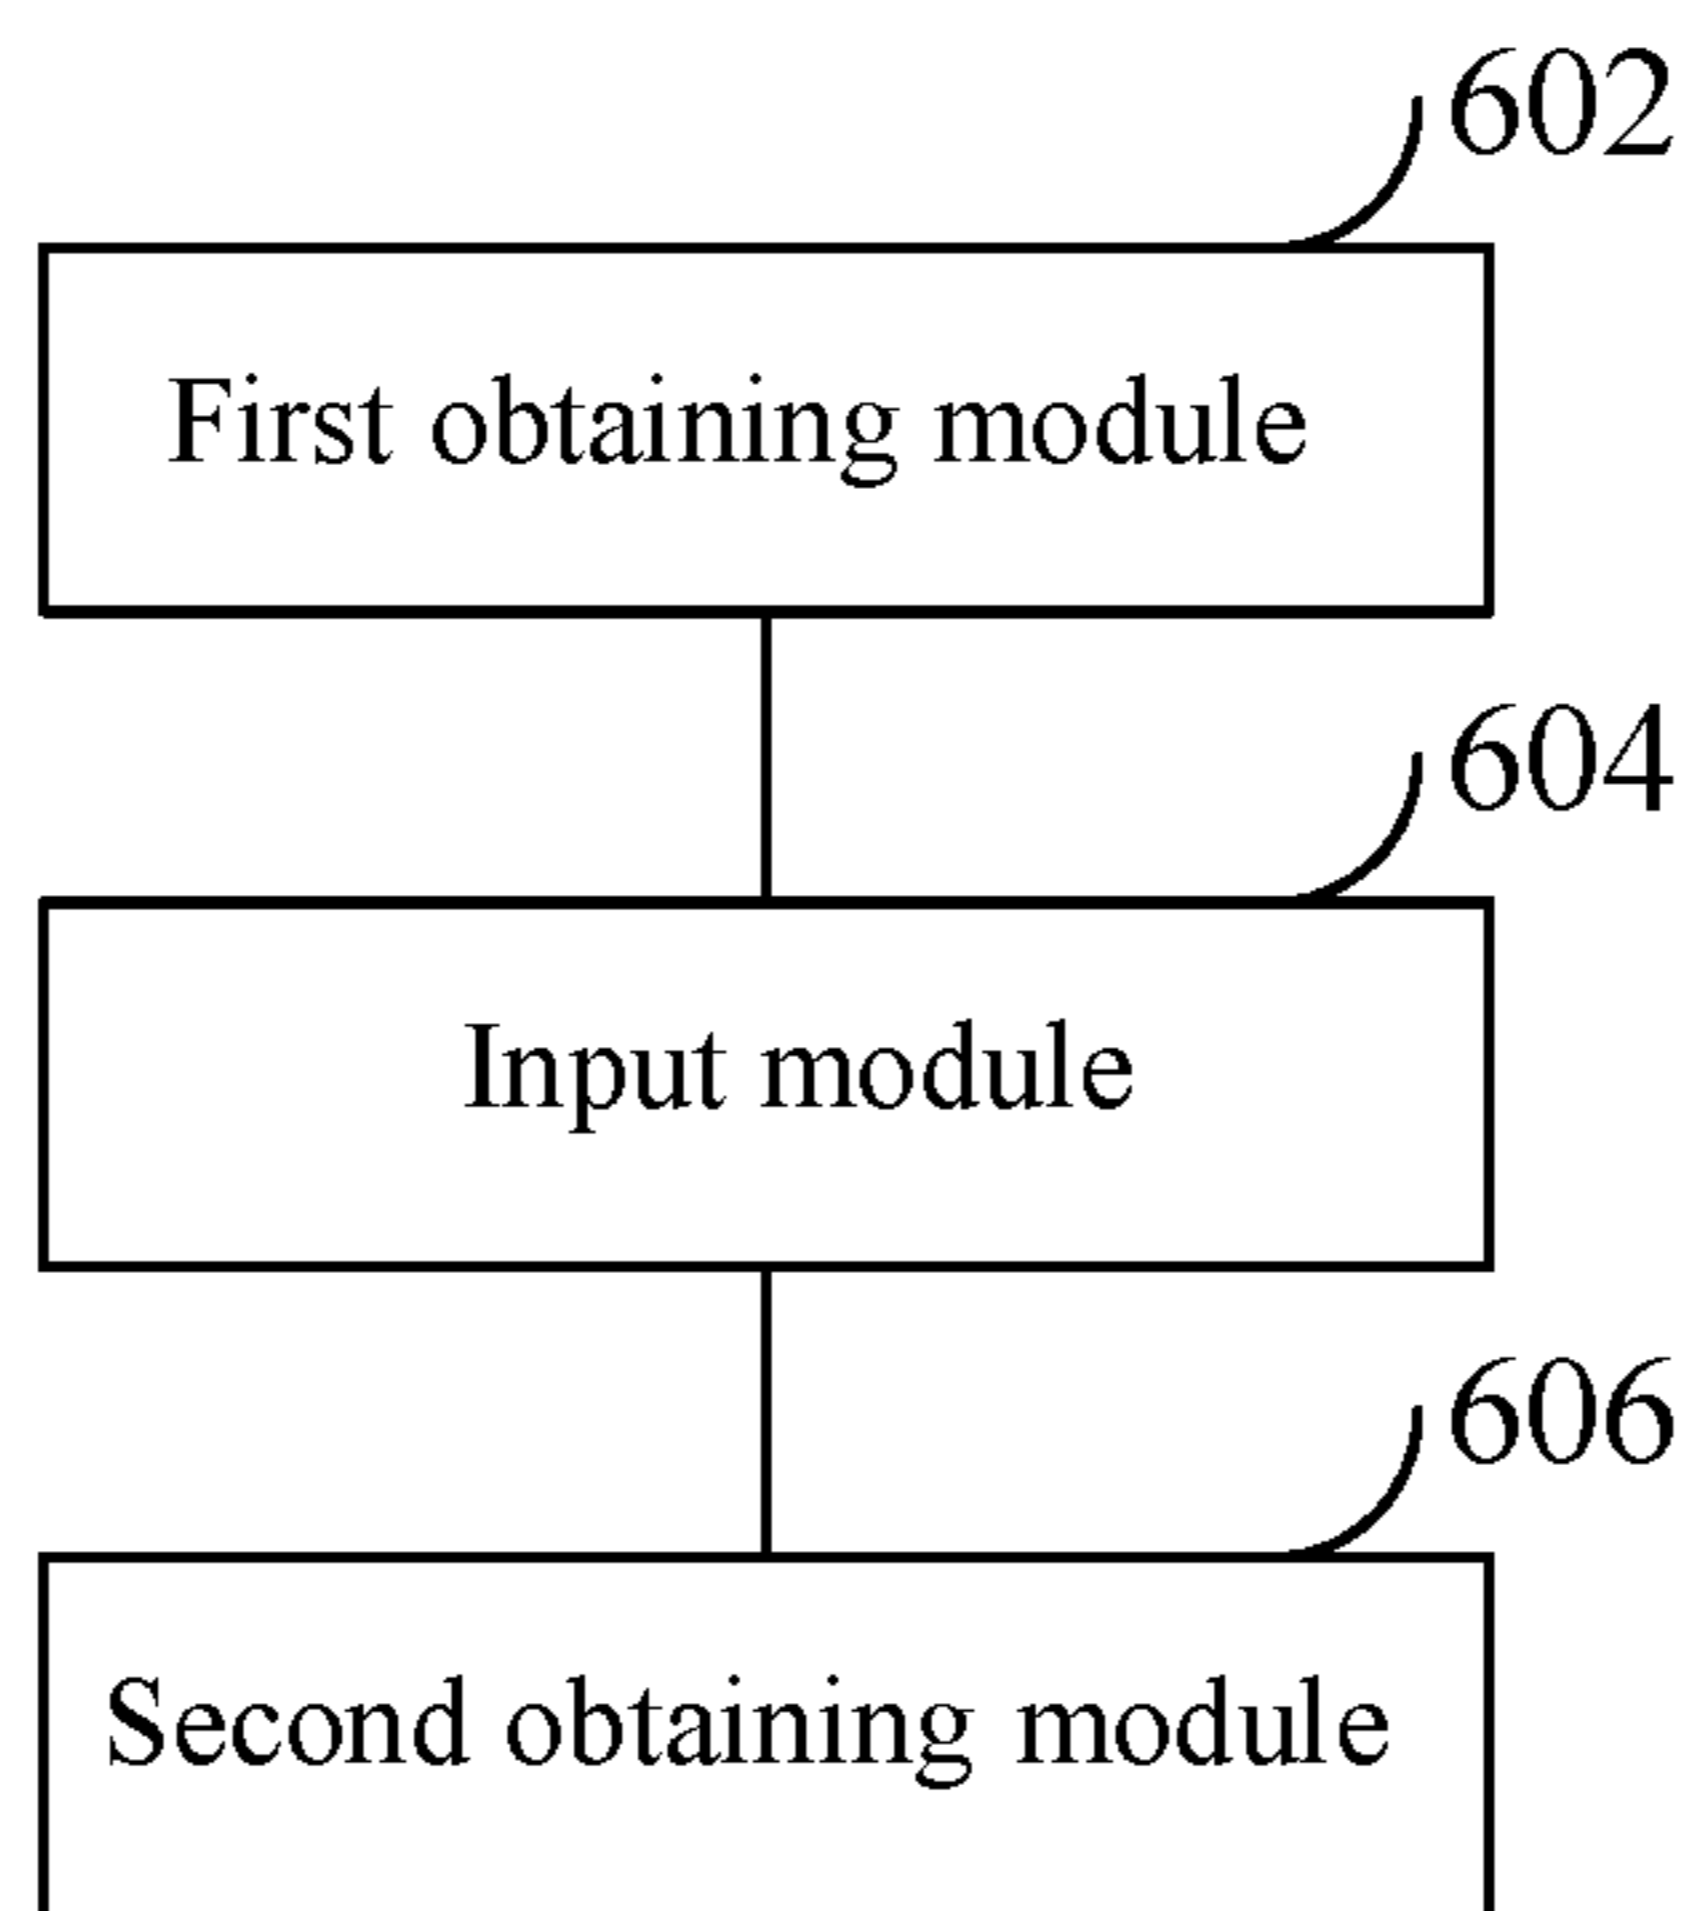 602
First obtaining module
604
Input module
606
Second obtaining module